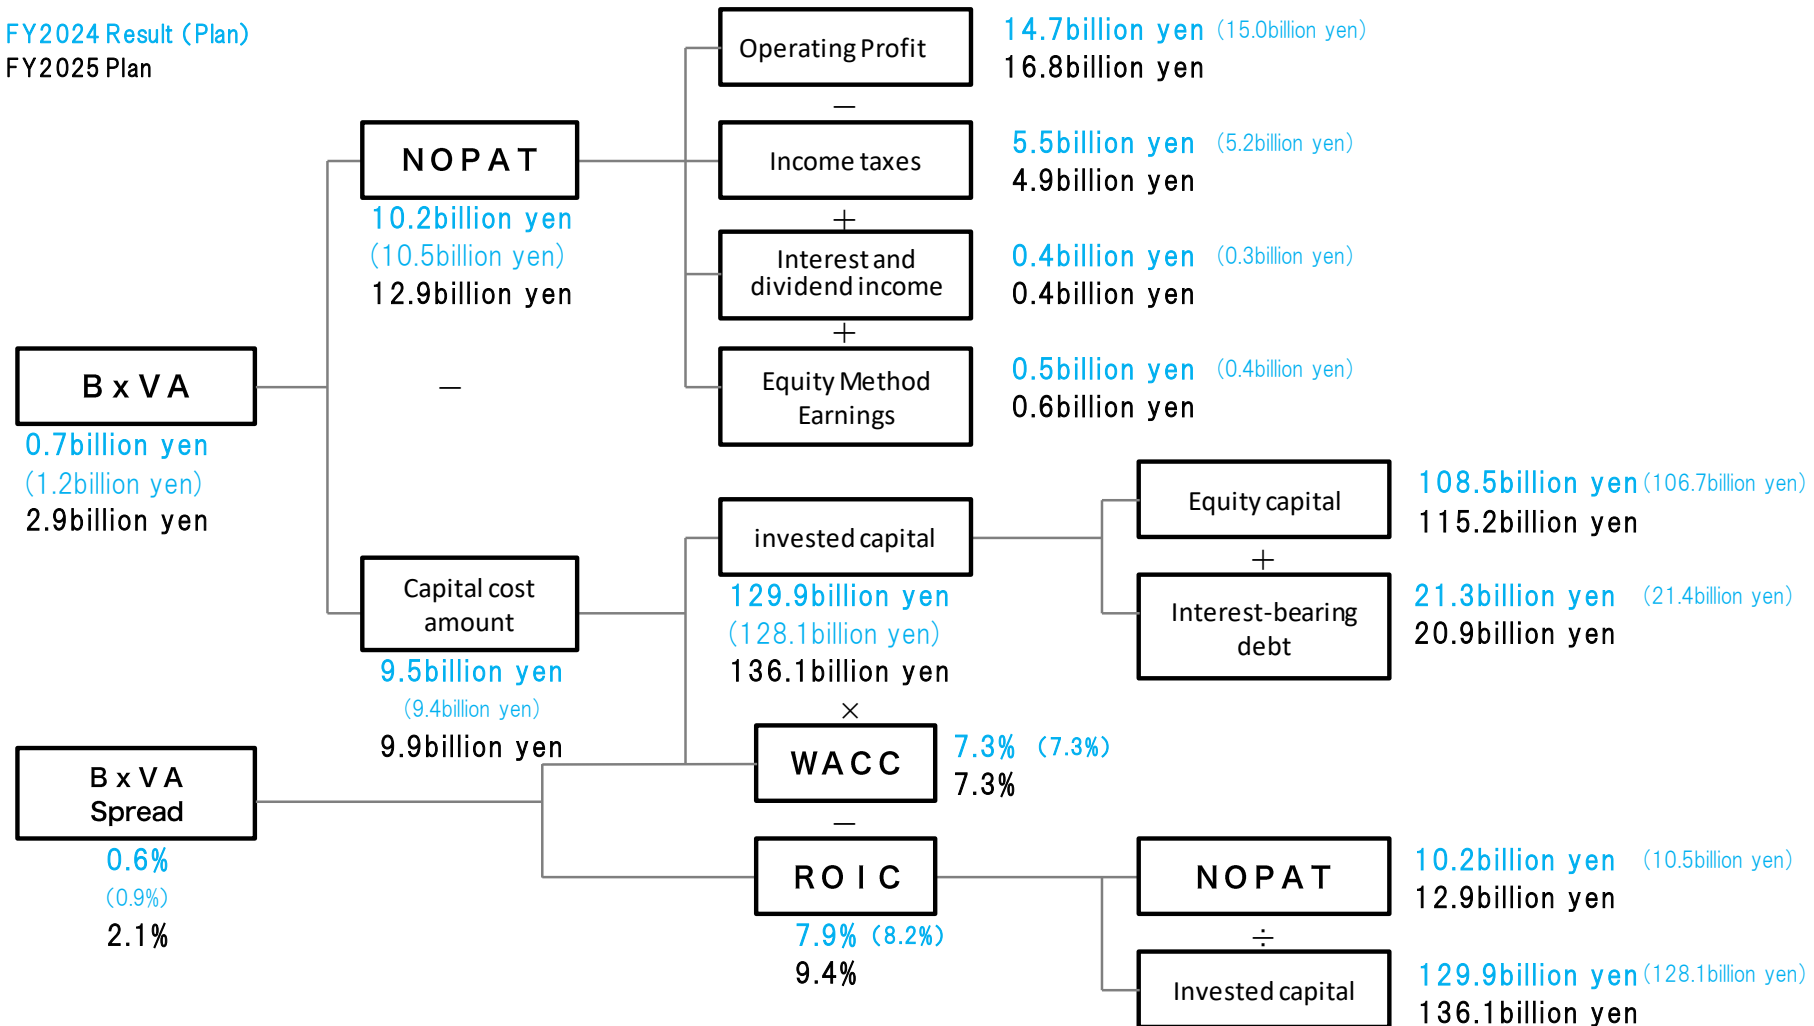 FY2024 Result (Plan)
FY2025 Plan
Operating Profit
14.7billion yen (15.0billion yen)
16.8billion yen
－
Income taxes
5.5billion yen (5.2billion yen)
4.9billion yen
＋
Interest and
dividend income
0.4billion yen (0.3billion yen)
0.4billion yen
＋
Equity Method
Earnings
0.5billion yen (0.4billion yen)
0.6billion yen
NOPAT
10.2billion yen
(10.5billion yen)
12.9billion yen
－
BxVA
0.7billion yen
(1.2billion yen)
2.9billion yen
Capital cost
amount
9.5billion yen
(9.4billion yen)
9.9billion yen
invested capital
129.9billion yen
(128.1billion yen)
136.1billion yen
×
Equity capital
108.5billion yen (106.7billion yen)
115.2billion yen
＋
Interest-bearing
debt
21.3billion yen (21.4billion yen)
20.9billion yen
WACC
7.3% (7.3%)
7.3%
－
BxVA
Spread
0.6%
(0.9%)
2.1%
ROIC
7.9% (8.2%)
9.4%
NOPAT
10.2billion yen (10.5billion yen)
12.9billion yen
÷
Invested capital
129.9billion yen (128.1billion yen)
136.1billion yen